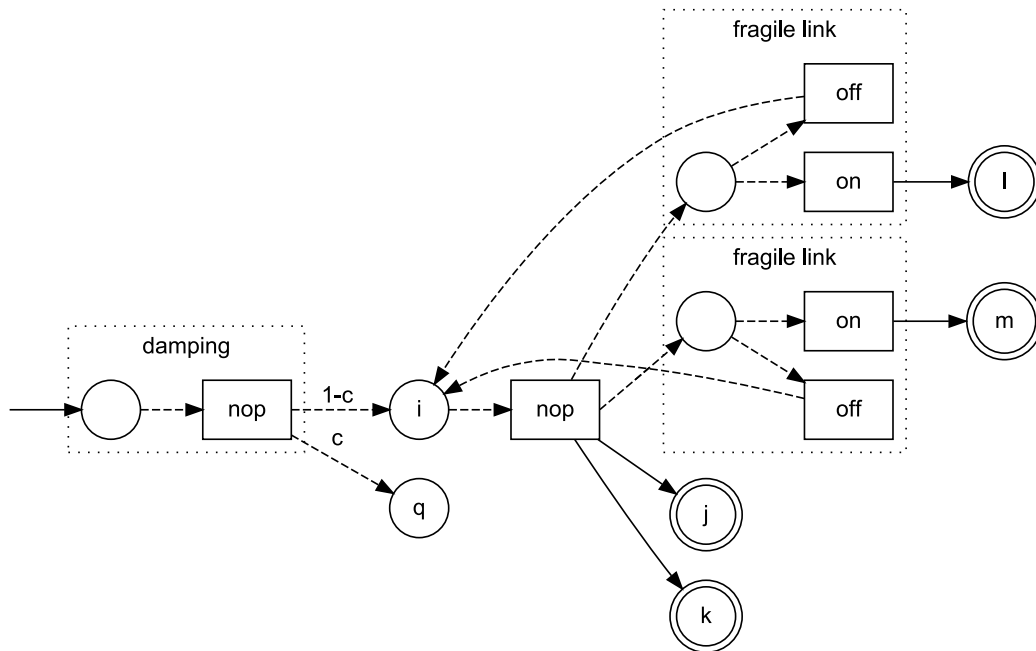 fragile link
off
on
l
fragile link
on
m
off
damping
nop
1-c
i
nop
c
q
j
k